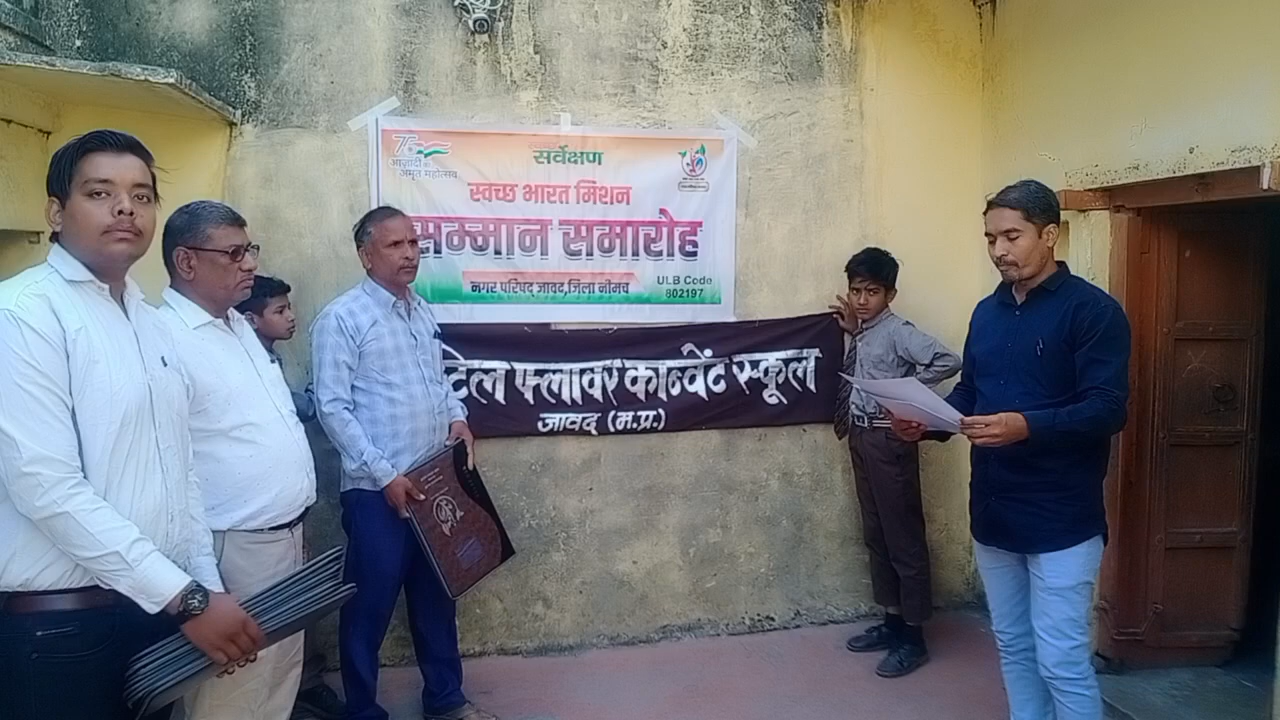 75
आज़ादी का
अमृत महोत्सव
सर्वेक्षण
स्वच्छ भारत मिशन
सम्मान समारोह
नगर परिषद् जावद,जिला नीमच
ULB Code
802197
टेल फ्लावर कान्वेंट स्कूल
जावद (म.प्र.)